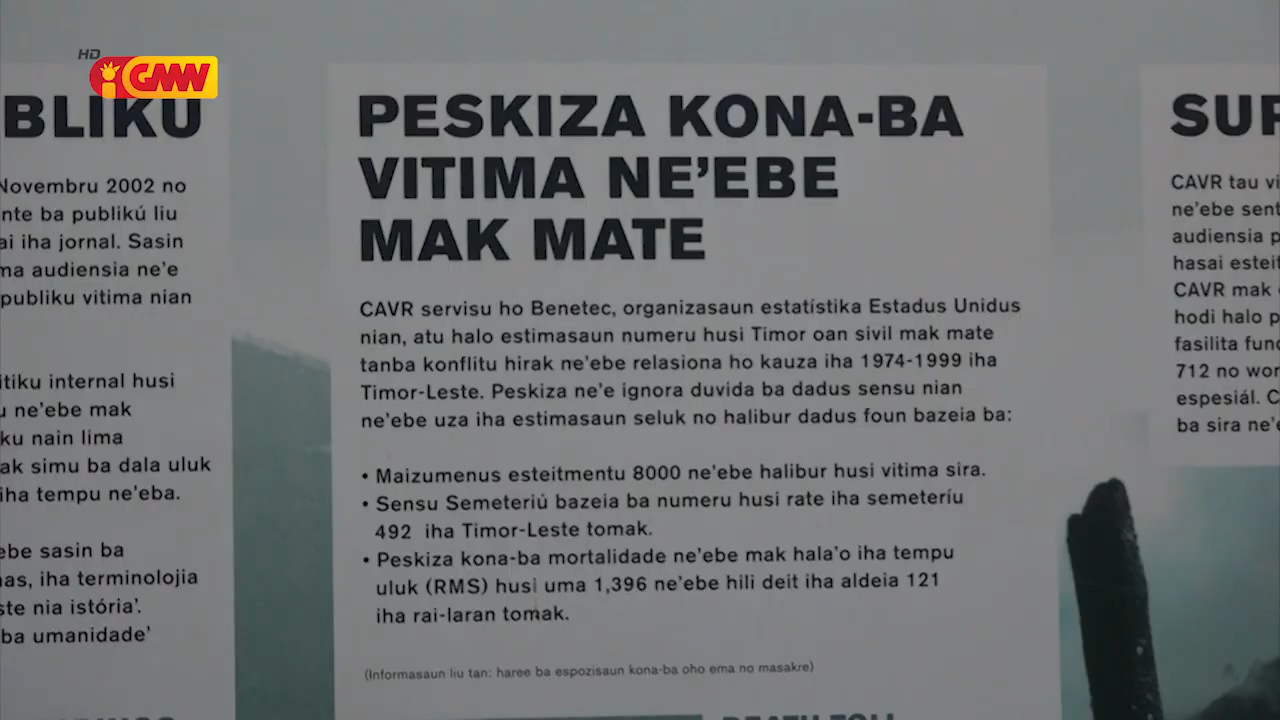 HD
GMN
BLIKU
Novembru 2002 no
nte ba publikú liu
ai iha jornal. Sasin
ma audiensia ne'e
publiku vitima nian
itiku internal husi
u ne'ebe mak
ku nain lima
ak simu ba dala uluk
iha tempu ne'eba.
ebe sasin ba
nas, iha terminolojia
ste nia istória'.
ba umanidade'
PESKIZA KONA-BA
VITIMA NE'EBE
MAK MATE
CAVR servisu ho Benetec, organizasaun estatístika Estadus Unidus
nian, atu halo estimasaun numeru husi Timor oan sivil mak mate
tanba konflitu hirak ne'ebe relasiona ho kauza iha 1974-1999 iha
Timor-Leste. Peskiza ne'e ignora duvida ba dadus sensu nian
ne'ebe uza iha estimasaun seluk no halibur dadus foun bazeia ba:
• Maizumenus esteitmentu 8000 ne'ebe halibur husi vitima sira.
• Sensu Semeteriú bazeia ba numeru husi rate iha semeteríu
492 iha Timor-Leste tomak.
• Peskiza kona-ba mortalidade ne'ebe mak hala'o iha tempu
uluk (RMS) husi uma 1,396 ne'ebe hili deit iha aldeia 121
iha rai-laran tomak.
(Informasaun liu tan: haree ba espozisaun kona-ba oho ema no masakre)
DEATH TOLL
SUP
CAVR tau vi
ne'ebe sent
audiensia p
hasai esteit
CAVR mak
hodi halo p
fasilita fund
712 no wor
espesiál. C
ba sira ne'e